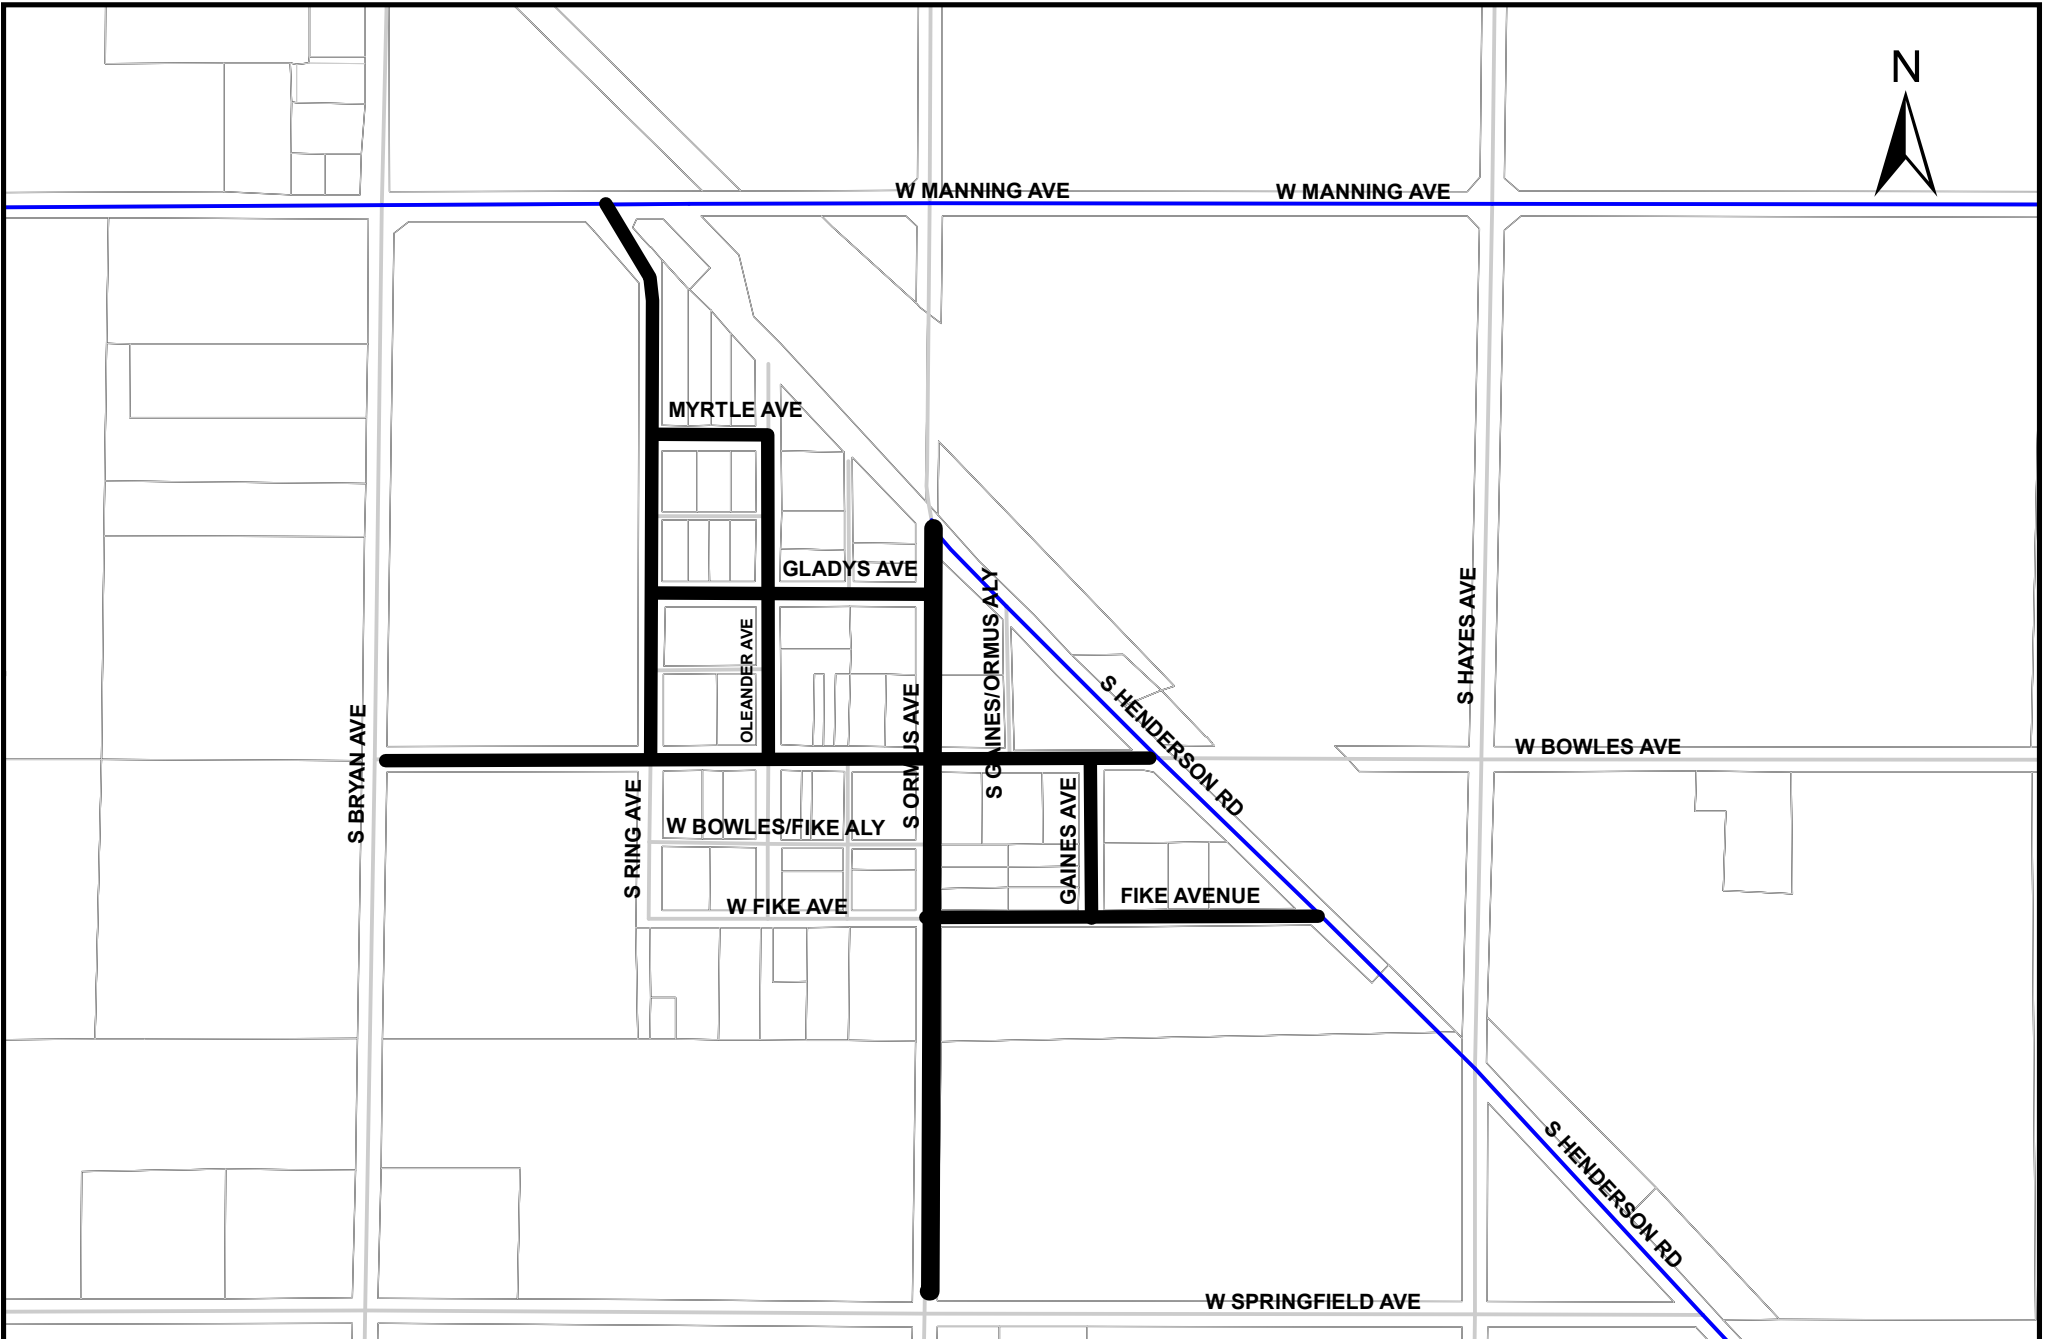 N
W MANNING AVE
W MANNING AVE
MYRTLE AVE
GLADYS AVE
S GAINES/ORMUS ALY
S HAYES AVE
OLEANDER AVE
S HENDERSON RD
S ORMUS AVE
S BRYAN AVE
W BOWLES AVE
S RING AVE
W BOWLES/FIKE ALY
GAINES AVE
FIKE AVENUE
W FIKE AVE
S HENDERSON RD
W SPRINGFIELD AVE